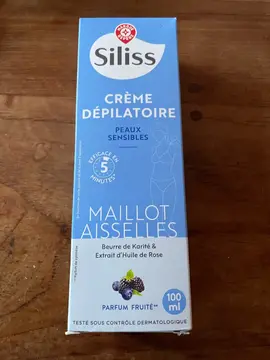 Siliss
CRÈME
DÉPILATOIRE
PEAUX
SENSIBLES
EFFICACE EN
5
MINUTES*
MAILLOT
AISSELLES
Beurre de Karité &
Extrait d'Huile de Rose
PARFUM FRUITÉ**
100
ml
TESTÉ SOUS CONTRÔLE DERMATOLOGIQUE